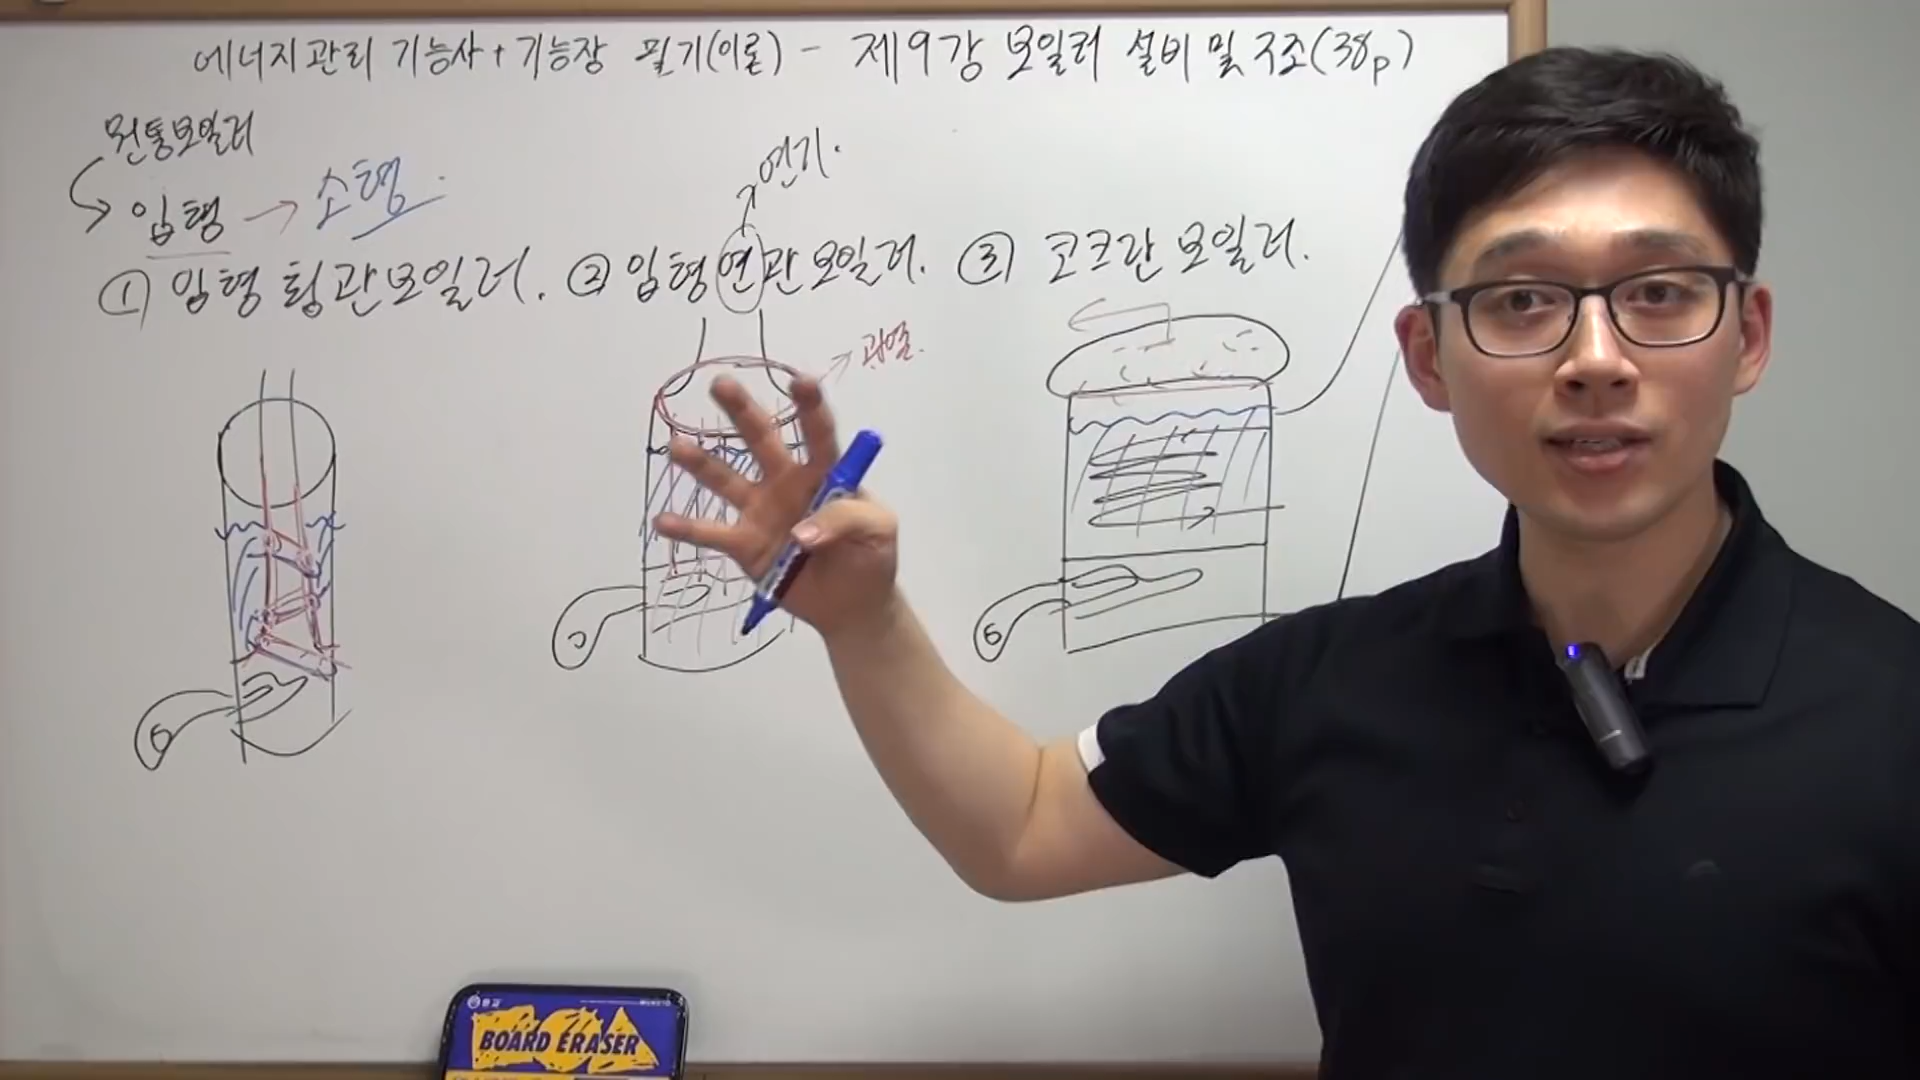 에너지관리 기능사+기능장 필기(이론) - 제9강 보일러 설비 및 구조(38p)
원통보일러
입형 → 소형.
연기.
① 입형 횡관보일러. ② 입형연관보일러. ③ 코크란보일러.
과열.
BOARD ERASER